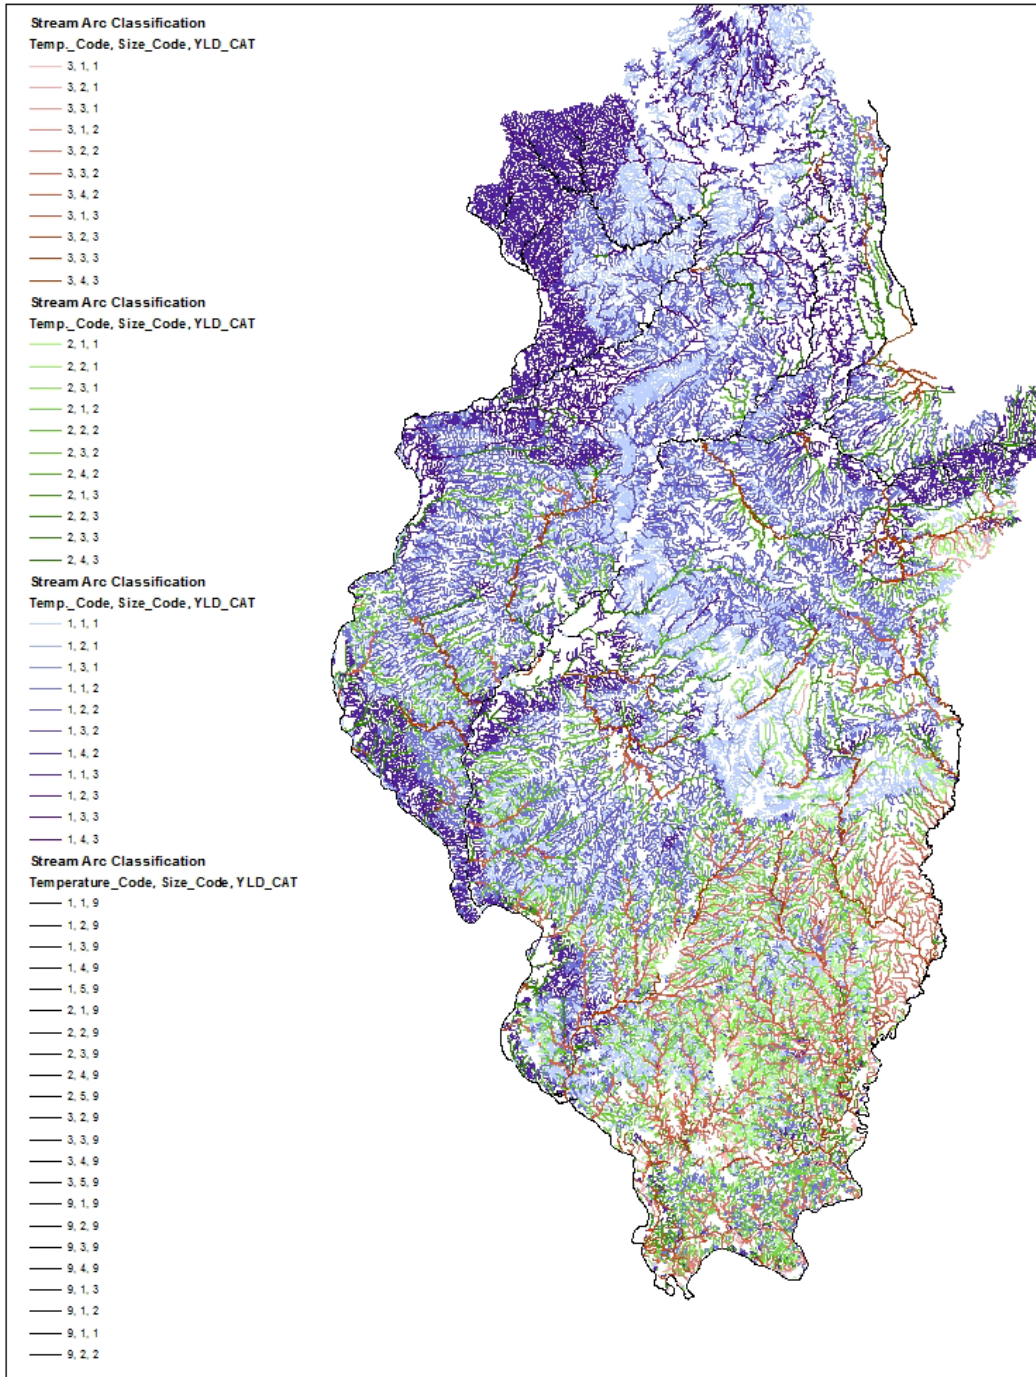 Stream Arc Classification
Temp._Code, Size_Code, YLD_CAT
3, 1, 1
3, 2, 1
3, 3, 1
3, 1, 2
3, 2, 2
3, 3, 2
3, 4, 2
3, 1, 3
3, 2, 3
3, 3, 3
3, 4, 3
Stream Arc Classification
Temp._Code, Size_Code, YLD_CAT
2, 1, 1
2, 2, 1
2, 3, 1
2, 1, 2
2, 2, 2
2, 3, 2
2, 4, 2
2, 1, 3
2, 2, 3
2, 3, 3
2, 4, 3
Stream Arc Classification
Temp._Code, Size_Code, YLD_CAT
1, 1, 1
1, 2, 1
1, 3, 1
1, 1, 2
1, 2, 2
1, 3, 2
1, 4, 2
1, 1, 3
1, 2, 3
1, 3, 3
1, 4, 3
Stream Arc Classification
Temperature_Code, Size_Code, YLD_CAT
1, 1, 9
1, 2, 9
1, 3, 9
1, 4, 9
1, 5, 9
2, 1, 9
2, 2, 9
2, 3, 9
2, 4, 9
2, 5, 9
3, 2, 9
3, 3, 9
3, 4, 9
3, 5, 9
9, 1, 9
9, 2, 9
9, 3, 9
9, 4, 9
9, 1, 3
9, 1, 2
9, 1, 1
9, 2, 2